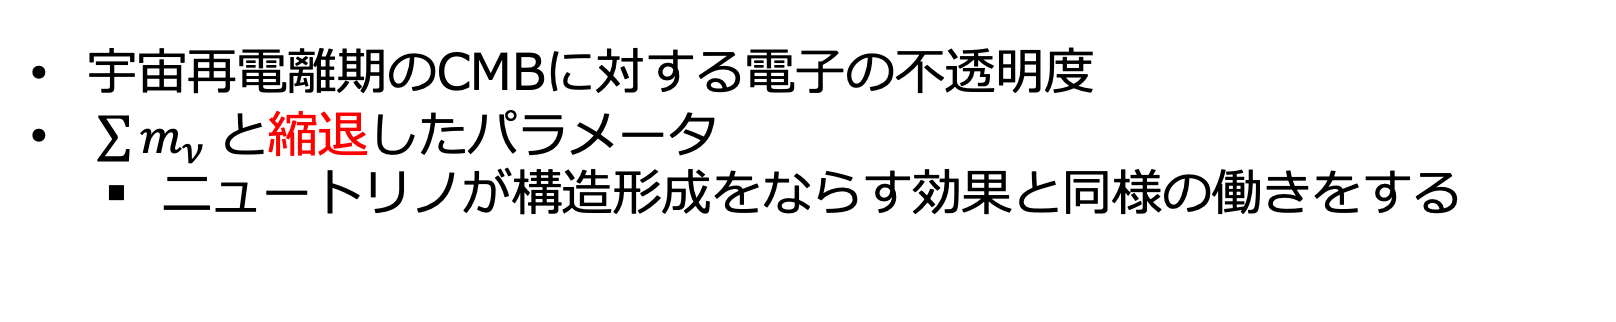 • 宇宙再電離期のCMBに対する電子の不透明度
• ∑mν と縮退したパラメータ
▪ ニュートリノが構造形成をならす効果と同様の働きをする